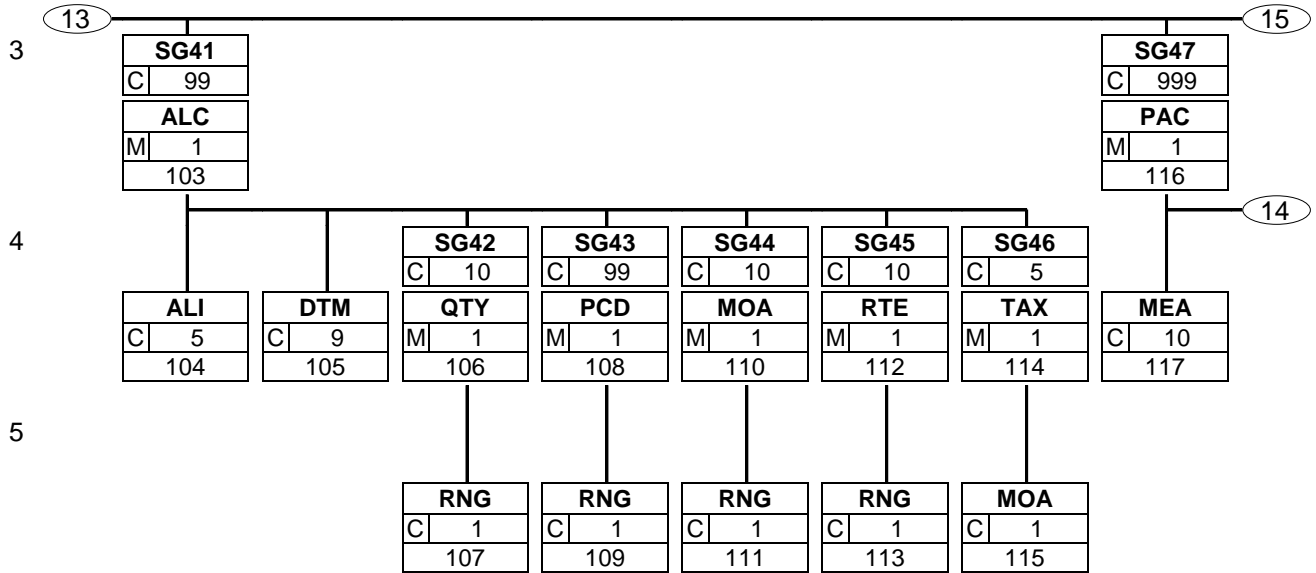 13 15
3 SG41 SG47
C 99 C 999
ALC PAC
M 1 M 1
103 116
14
4 SG42 SG43 SG44 SG45 SG46
C 10 C 99 C 10 C 10 C 5
ALI DTM QTY PCD MOA RTE TAX MEA
C 5 C 9 M 1 M 1 M 1 M 1 M 1 C 10
104 105 106 108 110 112 114 117
5
RNG RNG RNG RNG MOA
C 1 C 1 C 1 C 1 C 1
107 109 111 113 115